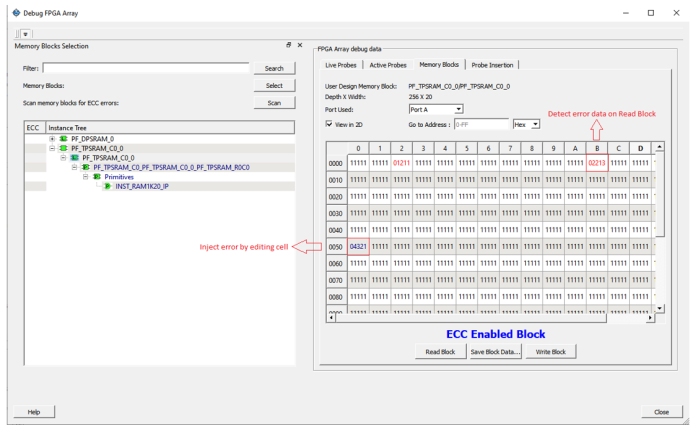 Debug FPGA Array
Memory Blocks Selection
Filter:
Search
Memory Blocks:
Select
Scan memory blocks for ECC errors:
Scan
ECC Instance Tree
PF_DPSRAM_0
PF_TPSRAM_C0_0
PF_TPSRAM_C0_0
PF_TPSRAM_C0_PF_TPSRAM_C0_0_PF_TPSRAM_R0C0
Primitives
INST_RAM1K20_IP
Inject error by editing cell
FPGA Array debug data
Live Probes Active Probes Memory Blocks Probe Insertion
User Design Memory Block: PF_TPSRAM_C0_0/PF_TPSRAM_C0_0
Depth X Width: 256 X 20
Port Used: Port A
Detect error data on Read Block
View in 2D Go to Address : 0-FF Hex
0 1 2 3 4 5 6 7 8 9 A B C D
0000 11111 11111 01211 11111 11111 11111 11111 11111 11111 11111 11111 02213 11111 11111
0010 11111 11111 11111 11111 11111 11111 11111 11111 11111 11111 11111 11111 11111 11111
0020 11111 11111 11111 11111 11111 11111 11111 11111 11111 11111 11111 11111 11111 11111
0030 11111 11111 11111 11111 11111 11111 11111 11111 11111 11111 11111 11111 11111 11111
0040 11111 11111 11111 11111 11111 11111 11111 11111 11111 11111 11111 11111 11111 11111
0050 04321 11111 11111 11111 11111 11111 11111 11111 11111 11111 11111 11111 11111 11111
0060 11111 11111 11111 11111 11111 11111 11111 11111 11111 11111 11111 11111 11111 11111
0070 11111 11111 11111 11111 11111 11111 11111 11111 11111 11111 11111 11111 11111 11111
0080 11111 11111 11111 11111 11111 11111 11111 11111 11111 11111 11111 11111 11111 11111
ECC Enabled Block
Read Block Save Block Data... Write Block
Help
Close